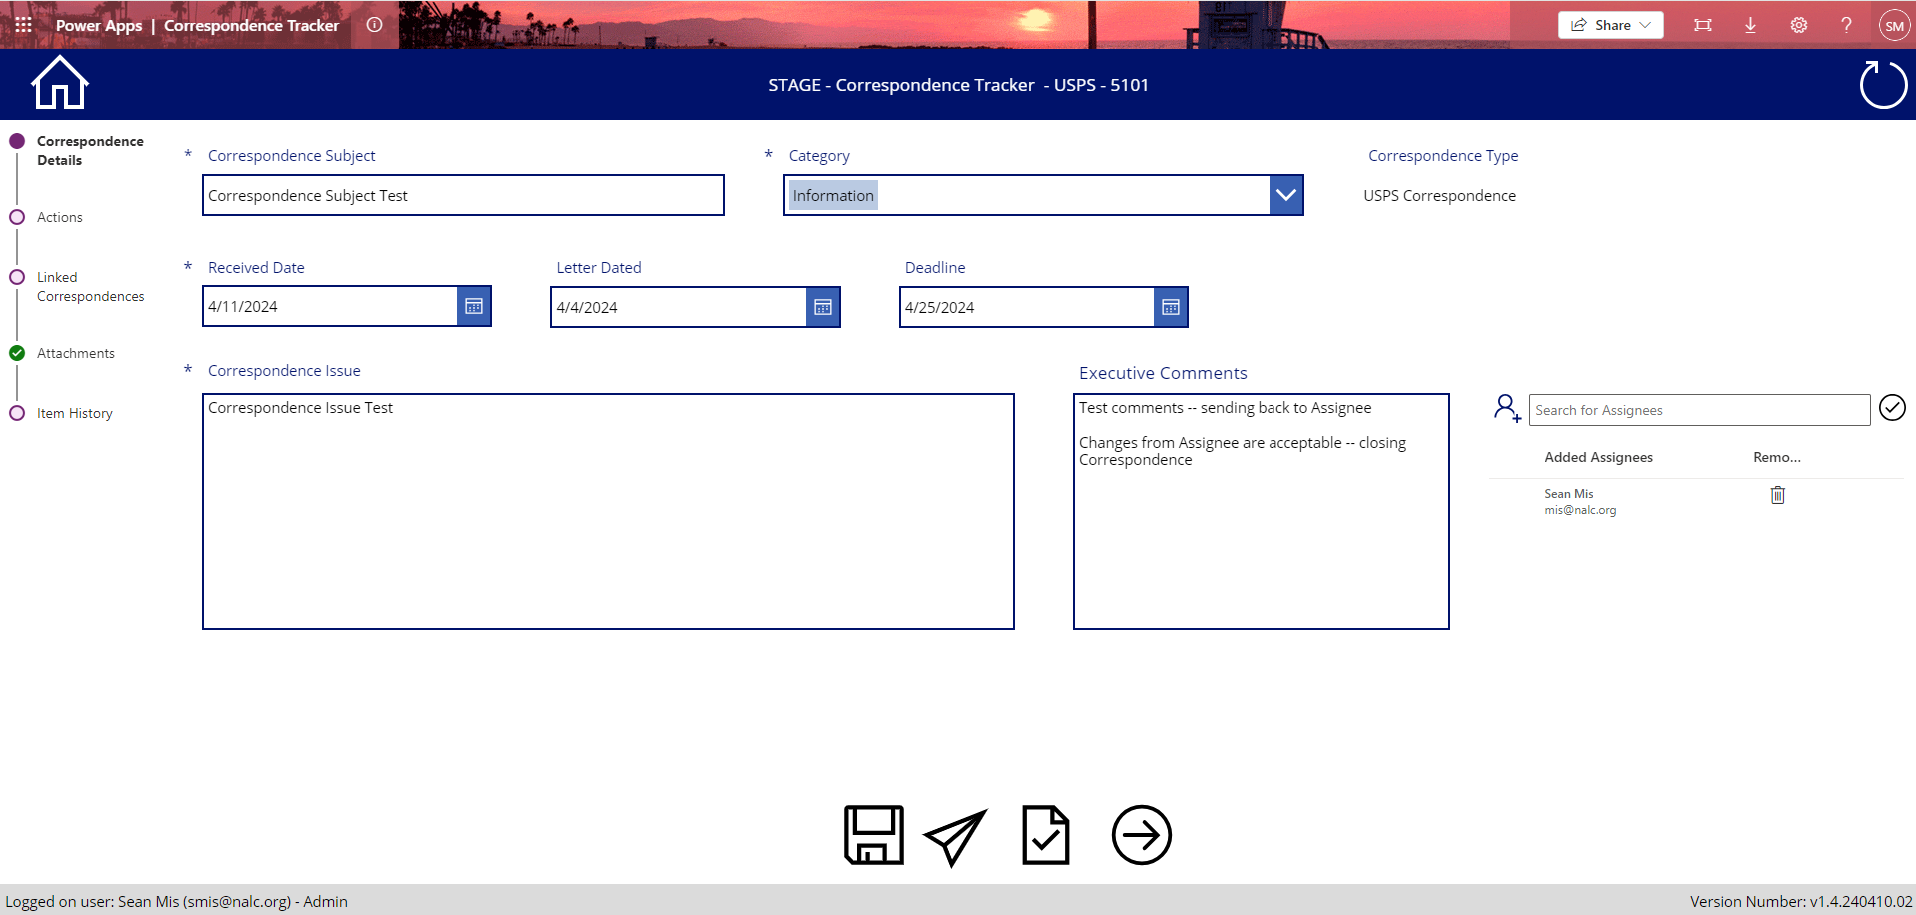 Power Apps | Correspondence Tracker
Share
?
SM
STAGE - Correspondence Tracker - USPS - 5101
Correspondence
Details
Actions
Linked
Correspondences
Attachments
Item History
* Correspondence Subject
Correspondence Subject Test
* Category
Information
Correspondence Type
USPS Correspondence
* Received Date
4/11/2024
Letter Dated
4/4/2024
Deadline
4/25/2024
* Correspondence Issue
Correspondence Issue Test
Executive Comments
Test comments -- sending back to Assignee
Changes from Assignee are acceptable -- closing
Correspondence
Search for Assignees
Added Assignees
Remo...
Sean Mis
mis@nalc.org
Logged on user: Sean Mis (smis@nalc.org) - Admin
Version Number: v1.4.240410.02